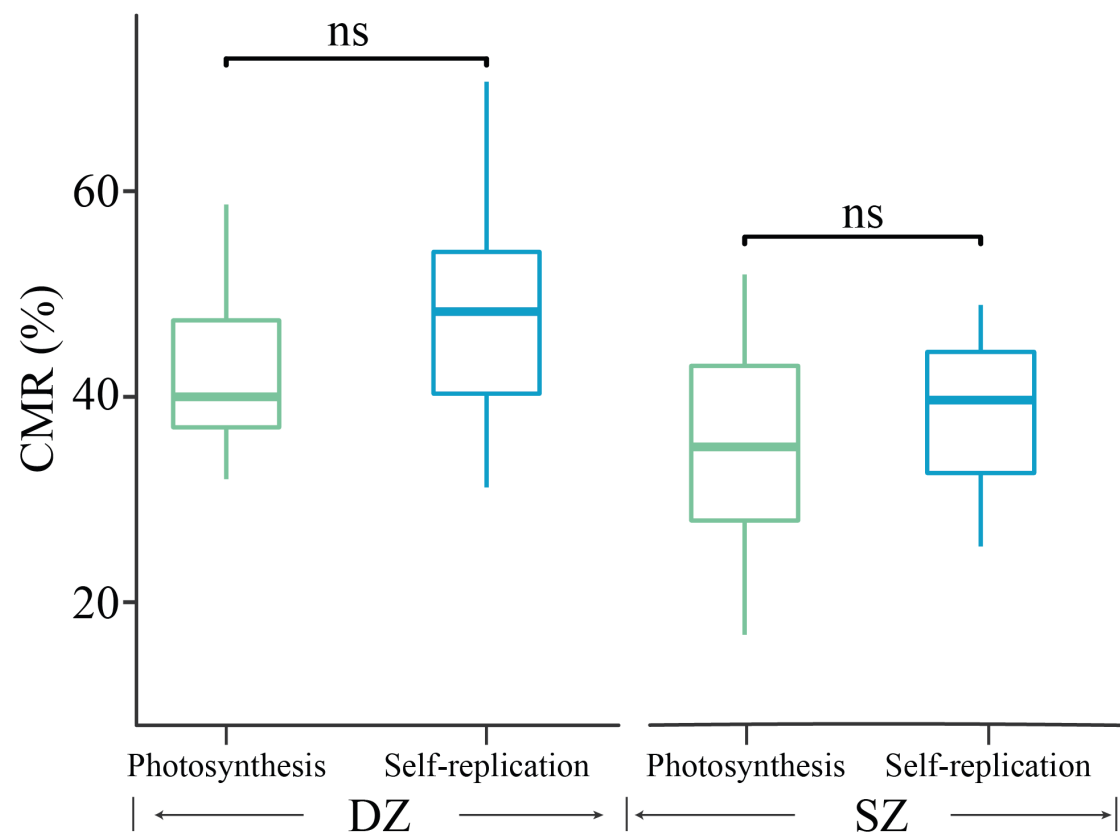 ns
ns
60
40
20
CMR (%)
Photosynthesis Self-replication Photosynthesis Self-replication
DZ SZ